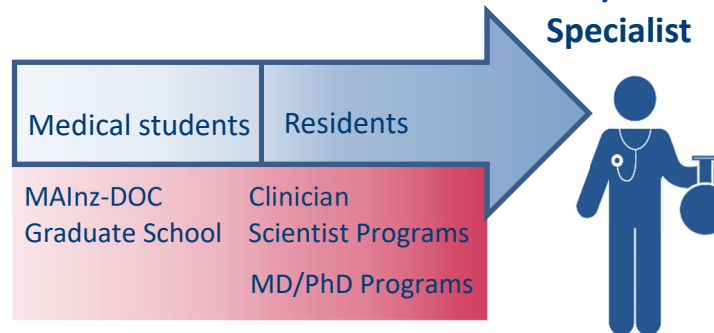 Specialist
Medical students
Residents
MAInz-DOC
Graduate School
Clinician
Scientist Programs
MD/PhD Programs